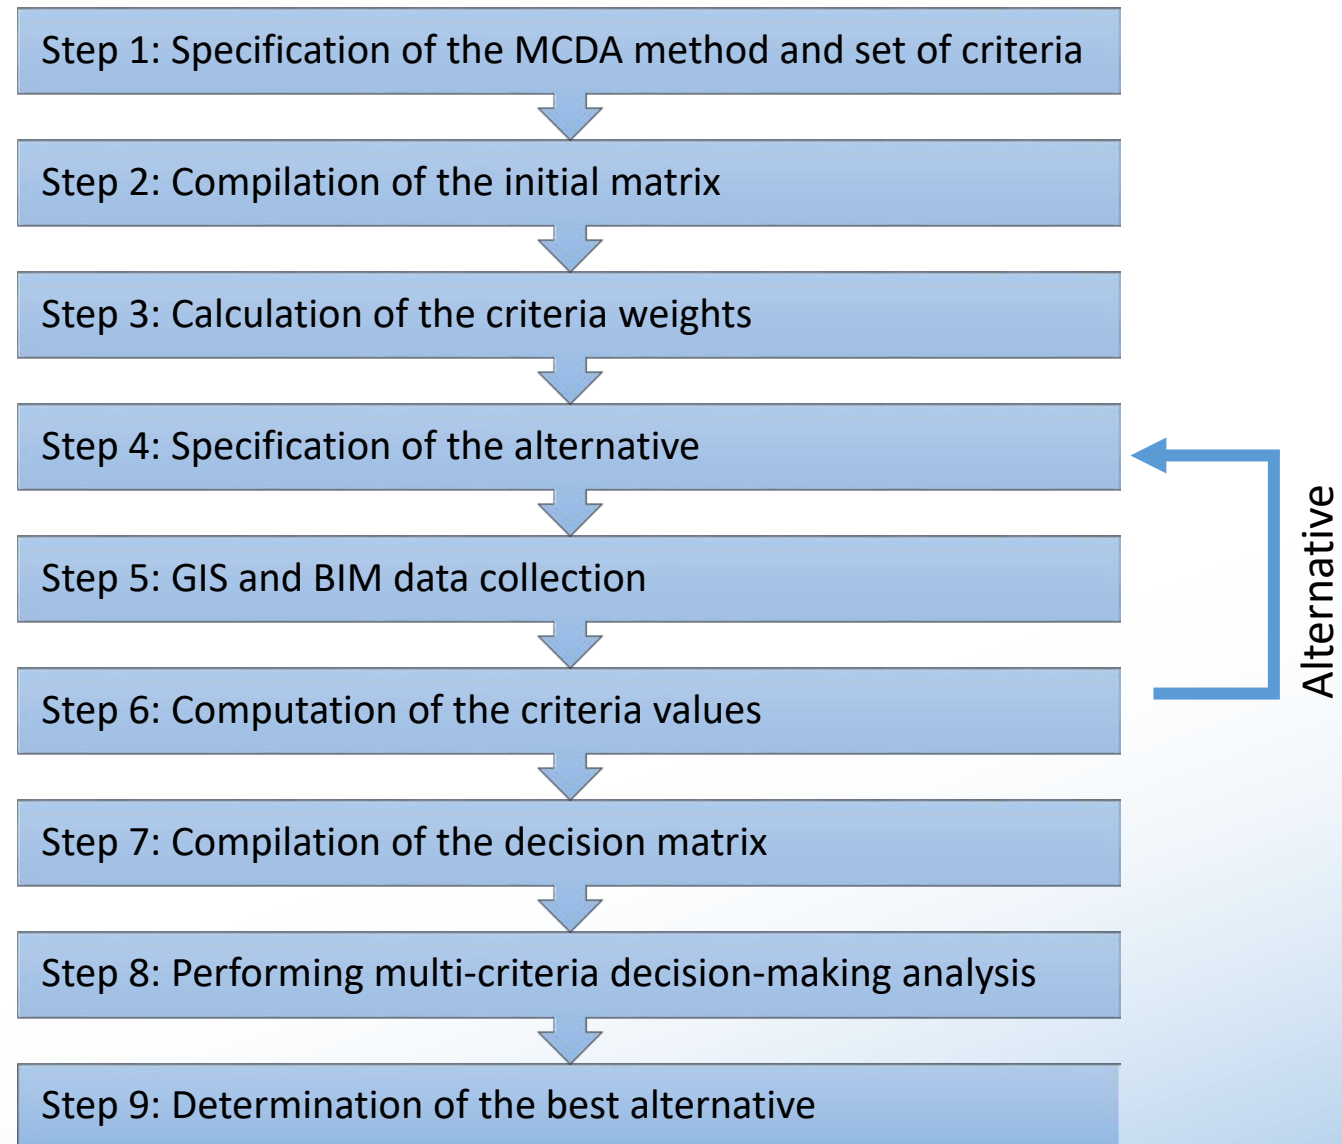 Step 1: Specification of the MCDA method and set of criteria
Step 2: Compilation of the initial matrix
Step 3: Calculation of the criteria weights
Step 4: Specification of the alternative
Step 5: GIS and BIM data collection
Step 6: Computation of the criteria values
Step 7: Compilation of the decision matrix
Step 8: Performing multi-criteria decision-making analysis
Step 9: Determination of the best alternative
Alternative